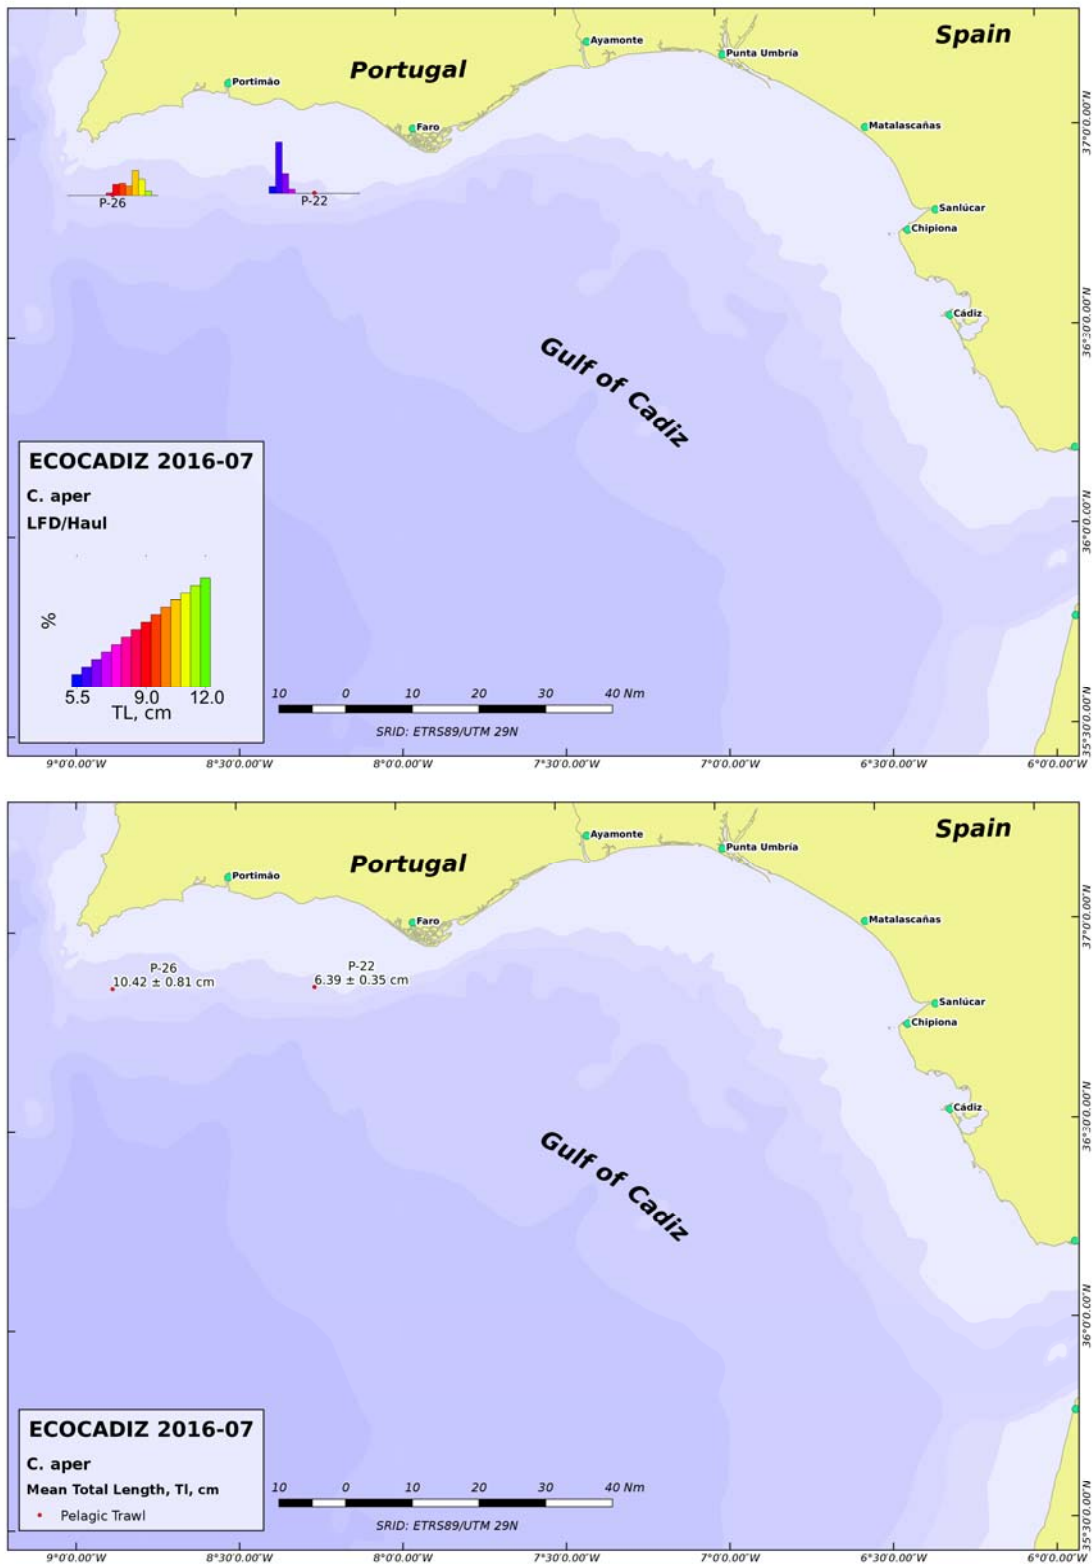 Spain
Ayamonte
Punta Umbría
Portugal
Portimão
Faro
Matalascañas
37°0'0.00"N
P-26
P-22
Sanlúcar
Chipiona
Cádiz
36°30'0.00"N
Gulf of Cadiz
ECOCADIZ 2016-07
C. aper
LFD/Haul
%
5.5 9.0 12.0
TL, cm
36°0'0.00"N
10 0 10 20 30 40 Nm
SRID: ETRS89/UTM 29N
35°30'0.00"N
9°0'0.00"W 8°30'0.00"W 8°0'0.00"W 7°30'0.00"W 7°0'0.00"W 6°30'0.00"W 6°0'0.00"W
Spain
Ayamonte
Punta Umbría
Portugal
Portimão
Faro
Matalascañas
37°0'0.00"N
P-26
10.42 ± 0.81 cm
P-22
6.39 ± 0.35 cm
Sanlúcar
Chipiona
Cádiz
36°30'0.00"N
Gulf of Cadiz
36°0'0.00"N
ECOCADIZ 2016-07
C. aper
Mean Total Length, Tl, cm
Pelagic Trawl
10 0 10 20 30 40 Nm
SRID: ETRS89/UTM 29N
35°30'0.00"N
9°0'0.00"W 8°30'0.00"W 8°0'0.00"W 7°30'0.00"W 7°0'0.00"W 6°30'0.00"W 6°0'0.00"W